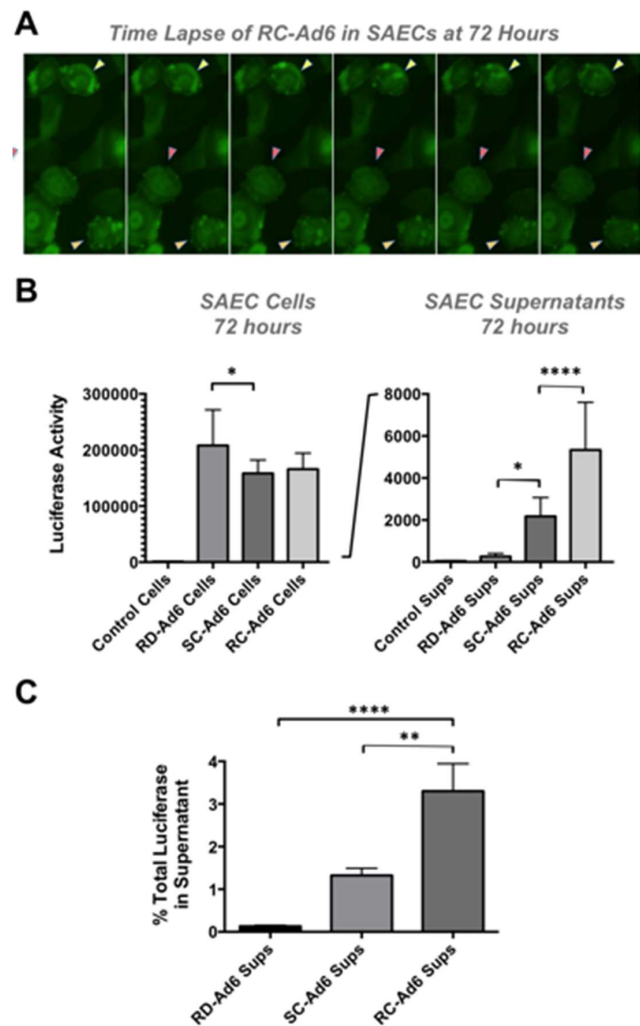 A
Time Lapse of RC-Ad6 in SAECs at 72 Hours
B
SAEC Cells
72 hours
SAEC Supernatants
72 hours
Luciferase Activity
300000
200000
100000
0
*
Control Cells
RD-Ad6 Cells
SC-Ad6 Cells
RC-Ad6 Cells
8000
6000
4000
2000
0
*
****
Control Sups
RD-Ad6 Sups
SC-Ad6 Sups
RC-Ad6 Sups
C
% Total Luciferase
in Supernatant
4
3
2
1
0
****
**
RD-Ad6 Sups
SC-Ad6 Sups
RC-Ad6 Sups